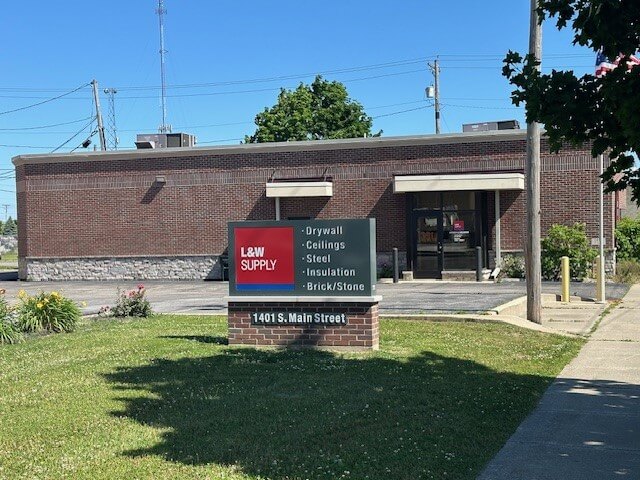 L&W
SUPPLY
· Drywall
· Ceilings
· Steel
· Insulation
· Brick/Stone
1401 S. Main Street